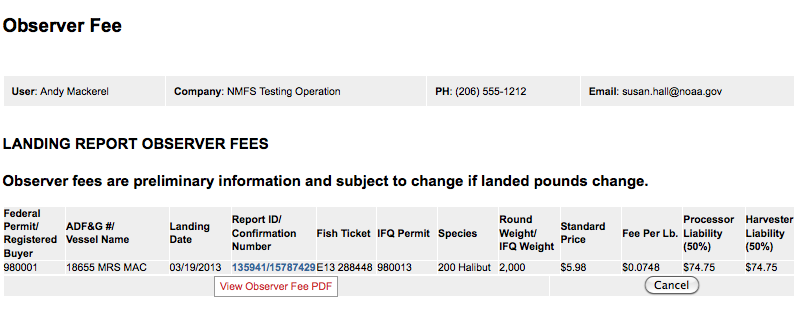 Observer Fee
User: Andy Mackerel Company: NMFS Testing Operation PH: (206) 555-1212 Email: susan.hall@noaa.gov
LANDING REPORT OBSERVER FEES
Observer fees are preliminary information and subject to change if landed pounds change.
Federal Permit/ Registered Buyer ADF&G #/ Vessel Name Landing Date Report ID/ Confirmation Number Fish Ticket IFQ Permit Species Round Weight/ IFQ Weight Standard Price Fee Per Lb. Processor Liability (50%) Harvester Liability (50%)
980001 18655 MRS MAC 03/19/2013 135941/15787429 E13 288448 980013 200 Halibut 2,000 $5.98 $0.0748 $74.75 $74.75
View Observer Fee PDF Cancel